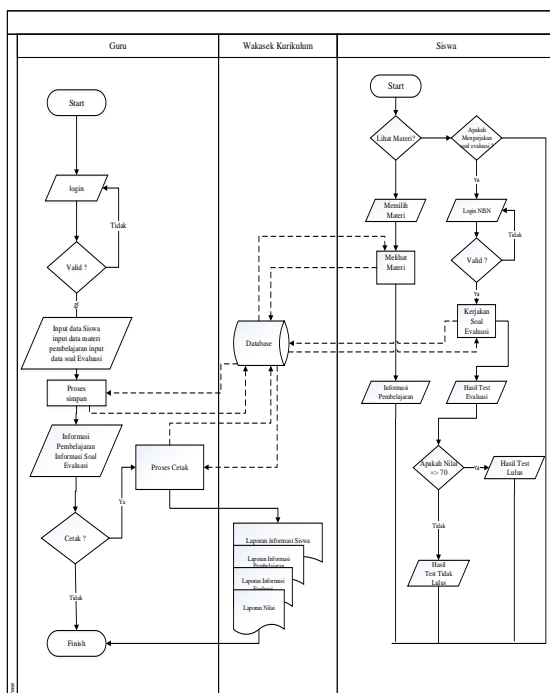 Guru
Wakasek Kurikulum
Siswa
Start
login
Tidak
Valid ?
Input data Siswa
input data materi
pembelajaran input
data soal Evaluasi
Proses
simpan
Informasi
Pembelajaran
Informasi Soal
Evaluasi
Ya
Cetak ?
Tidak
Finish
Proses Cetak
Database
Laporan informasi Siswa
Laporan Informasi
Pembelajaran
Laporan Informasi
Evaluasi
Laporan Nilai
Start
Lihat Materi?
Apakah
Mengerjakan
soal evaluasi ?
Ya
Memilih
Materi
Login NISN
Tidak
Melihat
Materi
Valid ?
Ya
Kerjakan
Soal
Evaluasi
Informasi
Pembelajaran
Hasil Test
Evaluasi
Apakah Nilai
=> 70
Ya
Hasil Test
Lulus
Tidak
Hasil
Test Tidak
Lulus